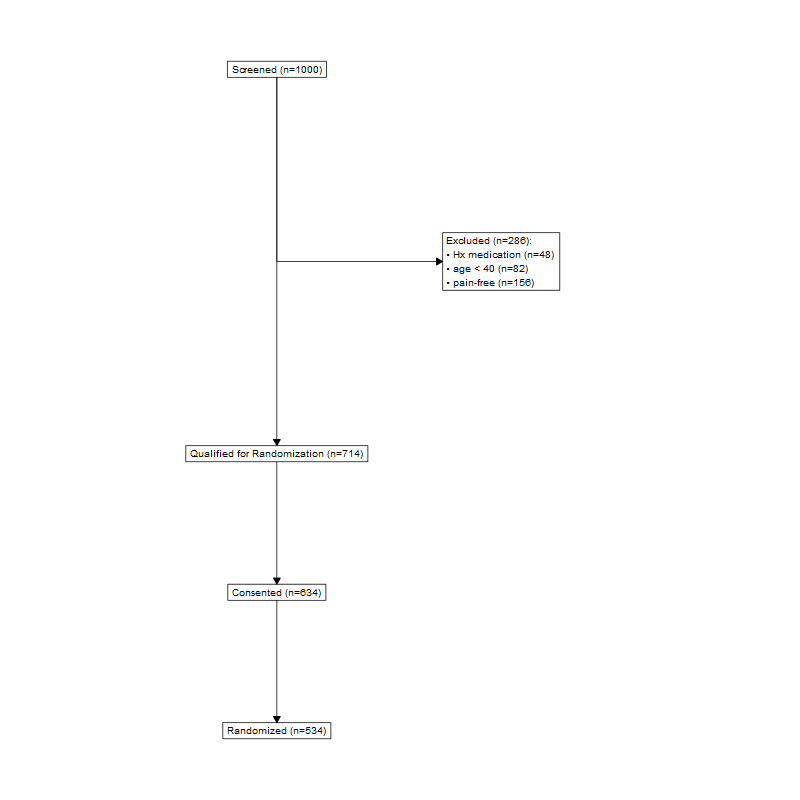 Screened (n=1000)
Excluded (n=286):
• Hx medication (n=48)
• age < 40 (n=82)
• pain-free (n=156)
Qualified for Randomization (n=714)
Consented (n=634)
Randomized (n=534)